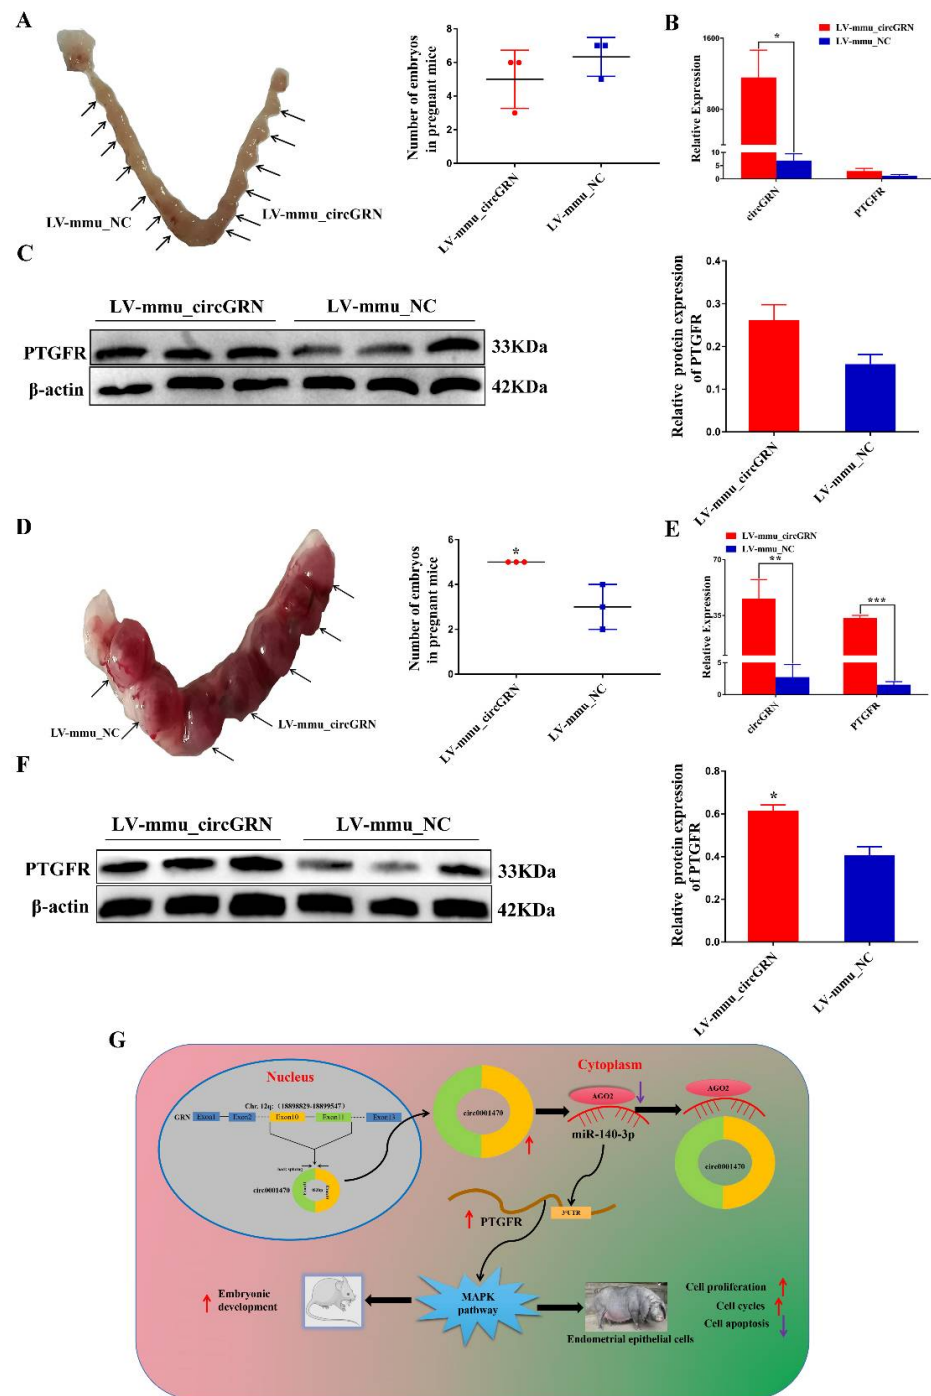 A
LV-mmu_NC
LV-mmu_circGRN
Number of embryos
in pregnant mice
8
6
4
2
0
LV-mmu_circGRN
LV-mmu_NC
B
LV-mmu_circGRN
LV-mmu_NC
Relative Expression
1600
800
10
5
0
*
circGRN
PTGFR
C
LV-mmu_circGRN
LV-mmu_NC
PTGFR
33KDa
β-actin
42KDa
Relative protein expression
of PTGFR
0.4
0.3
0.2
0.1
0.0
LV-mmu_circGRN
LV-mmu_NC
D
LV-mmu_NC
LV-mmu_circGRN
Number of embryos
in pregnant mice
6
4
2
0
*
LV-mmu_circGRN
LV-mmu_NC
E
LV-mmu_circGRN
LV-mmu_NC
Relative Expression
70
35
5
0
**
***
circGRN
PTGFR
F
LV-mmu_circGRN
LV-mmu_NC
PTGFR
33KDa
β-actin
42KDa
Relative protein expression
of PTGFR
0.8
0.6
0.4
0.2
0.0
*
LV-mmu_circGRN
LV-mmu_NC
G
Nucleus
Chr. 12q: (18898829-18899547)
GRN Exon1 Exon2 Exon10 Exon11 Exon13
circ0001470
Cytoplasm
circ0001470
AGO2
miR-140-3p
AGO2
circ0001470
PTGFR
3'UTR
MAPK
pathway
Embryonic
development
Endometrial epithelial cells
Cell proliferation
Cell cycles
Cell apoptosis